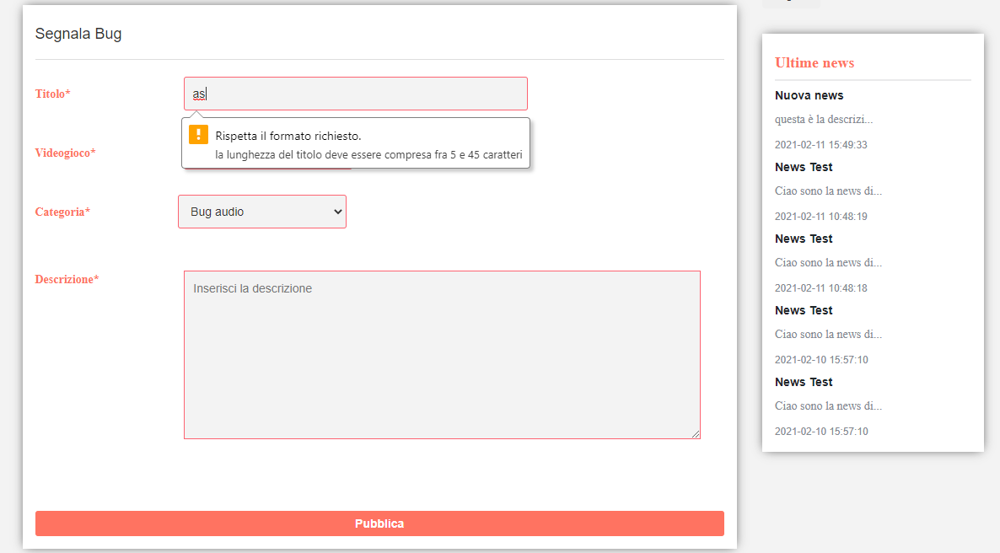 Segnala Bug
Titolo*
as
Rispetta il formato richiesto.
la lunghezza del titolo deve essere compresa fra 5 e 45 caratteri
Videogioco*
Categoria*
Bug audio
Descrizione*
Inserisci la descrizione
Pubblica
Ultime news
Nuova news
questa è la descrizi...
2021-02-11 15:49:33
News Test
Ciao sono la news di...
2021-02-11 10:48:19
News Test
Ciao sono la news di...
2021-02-11 10:48:18
News Test
Ciao sono la news di...
2021-02-10 15:57:10
News Test
Ciao sono la news di...
2021-02-10 15:57:10